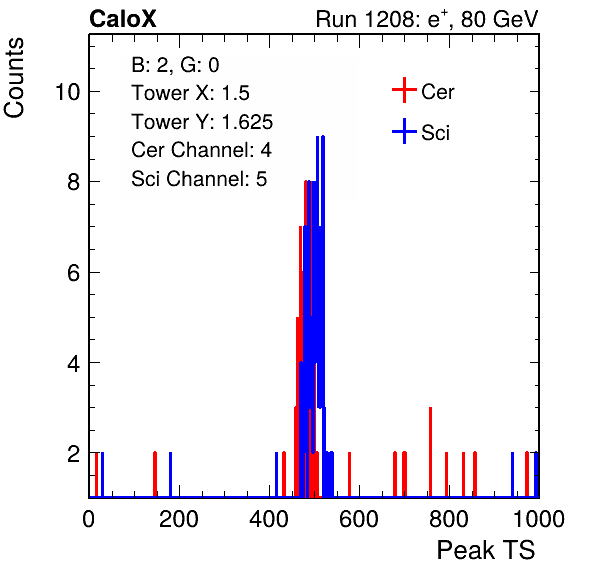 CaloX Run 1208: e⁺, 80 GeV
Counts
B: 2, G: 0
Tower X: 1.5
Tower Y: 1.625
Cer Channel: 4
Sci Channel: 5
Cer
Sci
10
8
6
4
2
0 200 400 600 800 1000
Peak TS